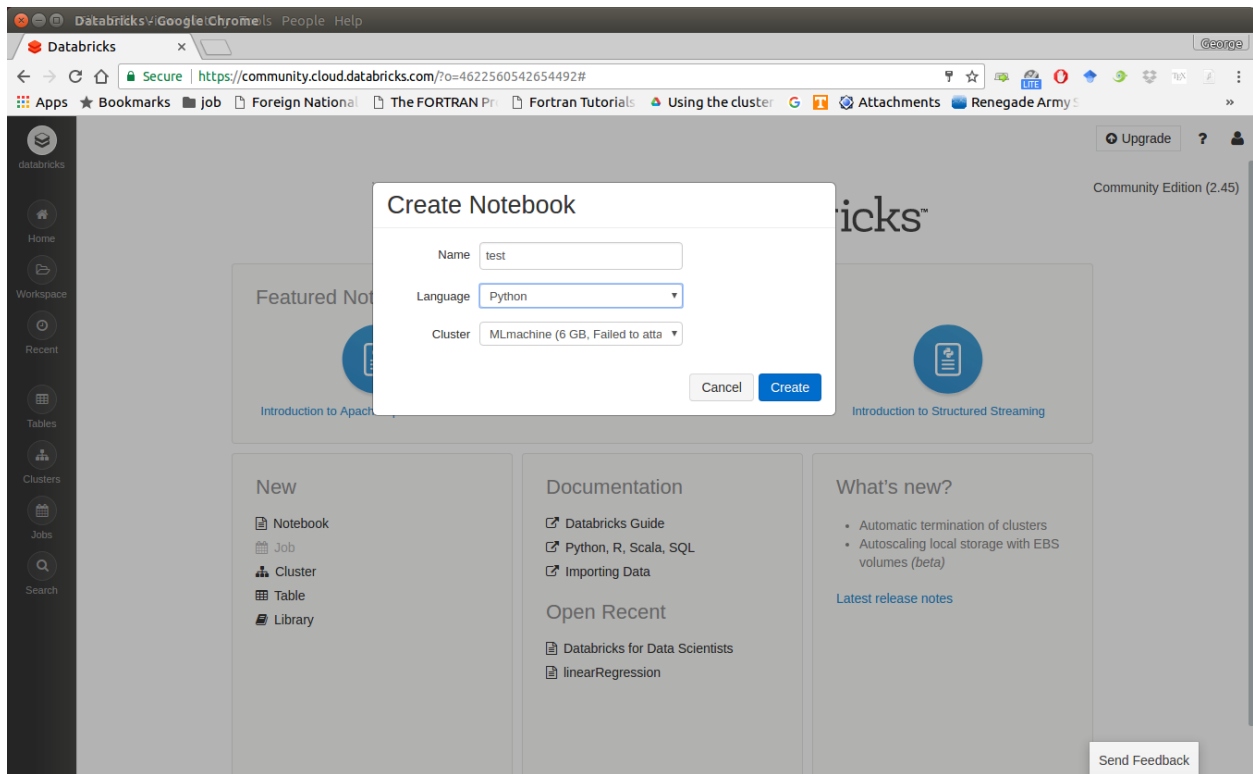 Databricks - Google Chrome ols People Help
Databricks
George
Secure https://community.cloud.databricks.com/?o=4622560542654492#
LITE
Apps Bookmarks job Foreign National The FORTRAN Pr Fortran Tutorials Using the cluster G T Attachments Renegade Army S »
databricks
Upgrade ?
Community Edition (2.45)
icks™
Create Notebook
Name test
Language Python
Cluster MLmachine (6 GB, Failed to atta
Cancel Create
Home
Workspace
Recent
Tables
Clusters
Jobs
Search
Featured Not
Introduction to Apach
Introduction to Structured Streaming
New
Notebook
Job
Cluster
Table
Library
Documentation
Databricks Guide
Python, R, Scala, SQL
Importing Data
Open Recent
Databricks for Data Scientists
linearRegression
What's new?
• Automatic termination of clusters
• Autoscaling local storage with EBS
volumes (beta)
Latest release notes
Send Feedback